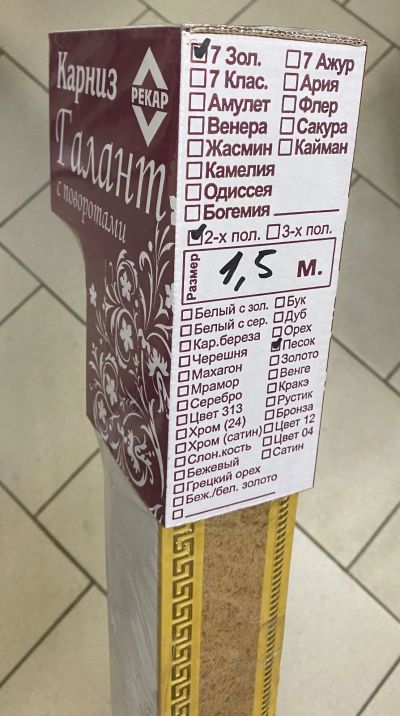 Карниз
РЕКАР
Галант
с поворотами
7 Зол.
7 Ажур
7 Клас.
Ария
Амулет
Флер
Венера
Сакура
Жасмин
Кайман
Камелия
Одиссея
Богемия
2-х пол.
3-х пол.
Размер
1,5 м.
Белый с зол.
Бук
Белый с сер.
Дуб
Кар.береза
Орех
Черешня
Песок
Махагон
Золото
Мрамор
Венге
Серебро
Кракэ
Цвет 313
Рустик
Хром (24)
Бронза
Хром (сатин)
Цвет 12
Слон.кость
Цвет 04
Бежевый
Сатин
Грецкий орех
Беж./бел. золото